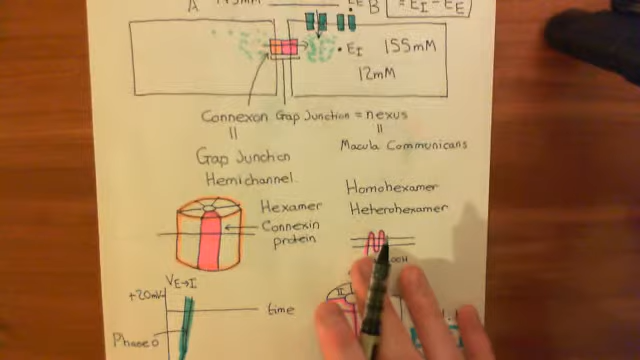 A
B
= EI - EE
EI
155mM
12mM
Connexon Gap Junction = nexus
Macula Communicans
Gap Junction
Hemichannel
Homohexamer
Hexamer
Heterohexamer
Connexin
protein
VE→I
+20mV
time
Phase 0
II